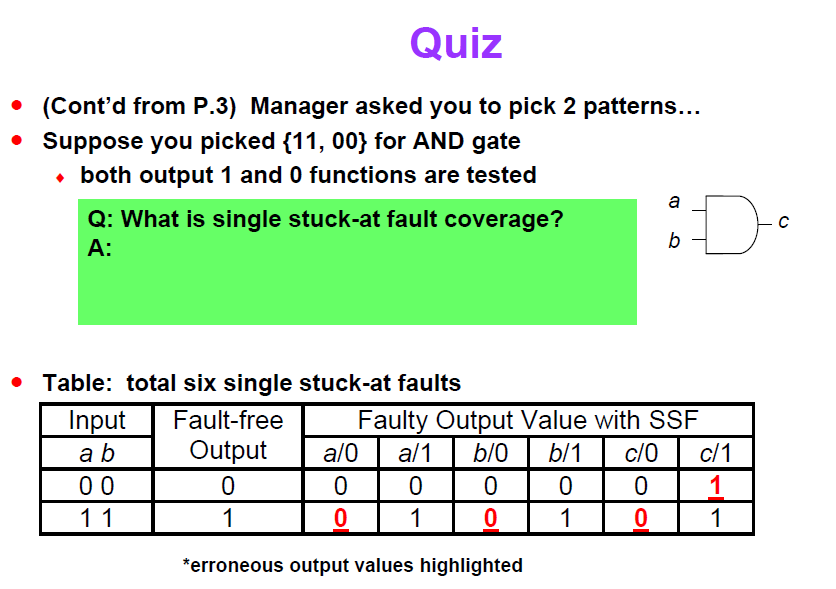 Quiz
• (Cont'd from P.3) Manager asked you to pick 2 patterns…
• Suppose you picked {11, 00} for AND gate
♦ both output 1 and 0 functions are tested
Q: What is single stuck-at fault coverage?
A:
a
b
c
• Table: total six single stuck-at faults
Input Fault-free Output Faulty Output Value with SSF
a b a/0 a/1 b/0 b/1 c/0 c/1
0 0 0 0 0 0 0 0 1
1 1 1 0 1 0 1 0 1
*erroneous output values highlighted